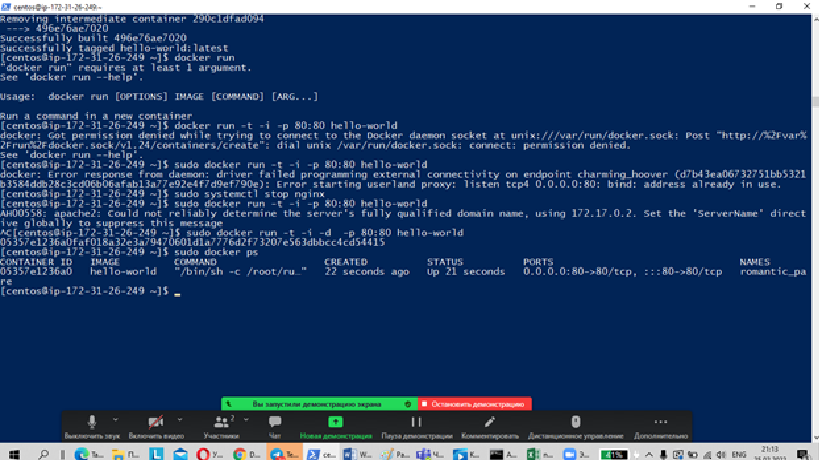 centos@ip-172-31-26-249:~
Removing intermediate container 290c1dfad094
---> 496e76ae7020
Successfully built 496e76ae7020
Successfully tagged hello-world:latest
[centos@ip-172-31-26-249 ~]$ docker run
"docker run" requires at least 1 argument.
See 'docker run --help'.
Usage:  docker run [OPTIONS] IMAGE [COMMAND] [ARG...]
Run a command in a new container
[centos@ip-172-31-26-249 ~]$ docker run -t -i -p 80:80 hello-world
docker: Got permission denied while trying to connect to the Docker daemon socket at unix:///var/run/docker.sock: Post "http://%2Fvar%
2Frun%2Fdocker.sock/v1.24/containers/create": dial unix /var/run/docker.sock: connect: permission denied.
See 'docker run --help'.
[centos@ip-172-31-26-249 ~]$ sudo docker run -t -i -p 80:80 hello-world
docker: Error response from daemon: driver failed programming external connectivity on endpoint charming_hoover (d7b43ea06732751bb5321
b3584ddb28c3cd06b06afab13a77e92e4f7d9ef790e): Error starting userland proxy: listen tcp4 0.0.0.0:80: bind: address already in use.
[centos@ip-172-31-26-249 ~]$ sudo systemctl stop nginx
[centos@ip-172-31-26-249 ~]$ sudo docker run -t -i -p 80:80 hello-world
AH00558: apache2: Could not reliably determine the server's fully qualified domain name, using 172.17.0.2. Set the 'ServerName' direct
ive globally to suppress this message
^C[centos@ip-172-31-26-249 ~]$ sudo docker run -t -i -d  -p 80:80 hello-world
05357e1236a0faf018a32e3a79470601d1a7776d2f73207e563dbbcc4cd54415
[centos@ip-172-31-26-249 ~]$ sudo docker ps
CONTAINER ID   IMAGE         COMMAND                  CREATED          STATUS          PORTS                               NAMES
05357e1236a0   hello-world   "/bin/sh -c /root/ru…"   22 seconds ago   Up 21 seconds   0.0.0.0:80->80/tcp, :::80->80/tcp   romantic_pa
re
[centos@ip-172-31-26-249 ~]$
Вы запустили демонстрацию экрана Остановить демонстрацию
2
Выключить звук Включить видео Участники Чат Новая демонстрация Пауза демонстрации Комментировать Дистанционное управление Дополнительно
41% ENG 21:13